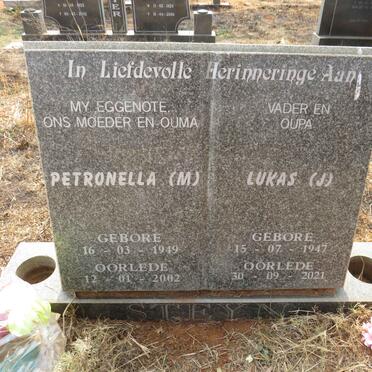 In Liefdevolle Herinneringe Aan
MY EGGENOTE,
ONS MOEDER EN OUMA
PETRONELLA (M)
GEBORE
16 - 03 - 1949
OORLEDE
12 - 01 - 2002
VADER EN
OUPA
LUKAS (J)
GEBORE
15 - 07 - 1947
OORLEDE
30 - 09 - 2021
STEYN